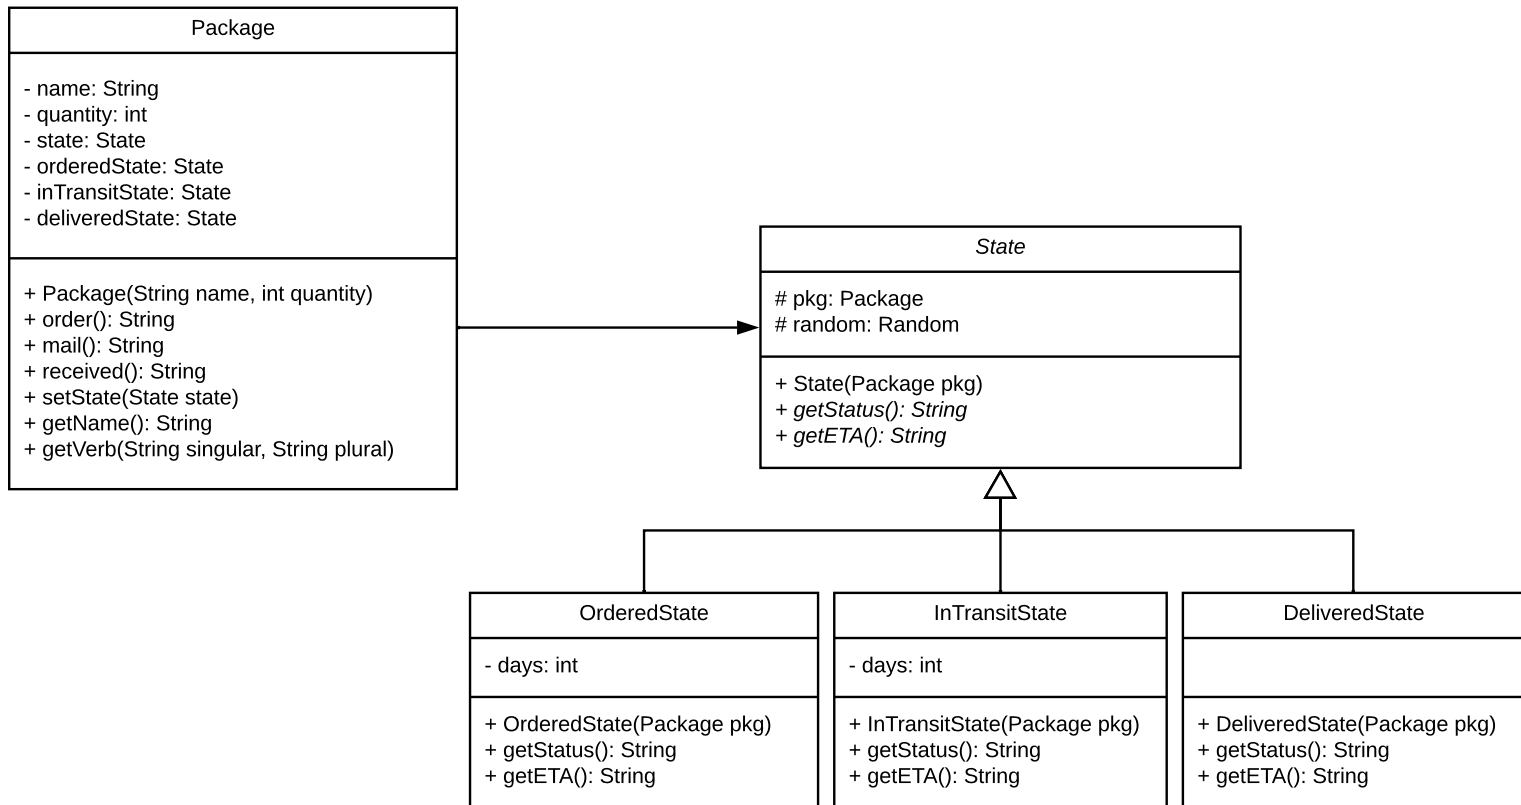 Package
- name: String
- quantity: int
- state: State
- orderedState: State
- inTransitState: State
- deliveredState: State
+ Package(String name, int quantity)
+ order(): String
+ mail(): String
+ received(): String
+ setState(State state)
+ getName(): String
+ getVerb(String singular, String plural)
State
# pkg: Package
# random: Random
+ State(Package pkg)
+ getStatus(): String
+ getETA(): String
OrderedState
- days: int
+ OrderedState(Package pkg)
+ getStatus(): String
+ getETA(): String
InTransitState
- days: int
+ InTransitState(Package pkg)
+ getStatus(): String
+ getETA(): String
DeliveredState
+ DeliveredState(Package pkg)
+ getStatus(): String
+ getETA(): String